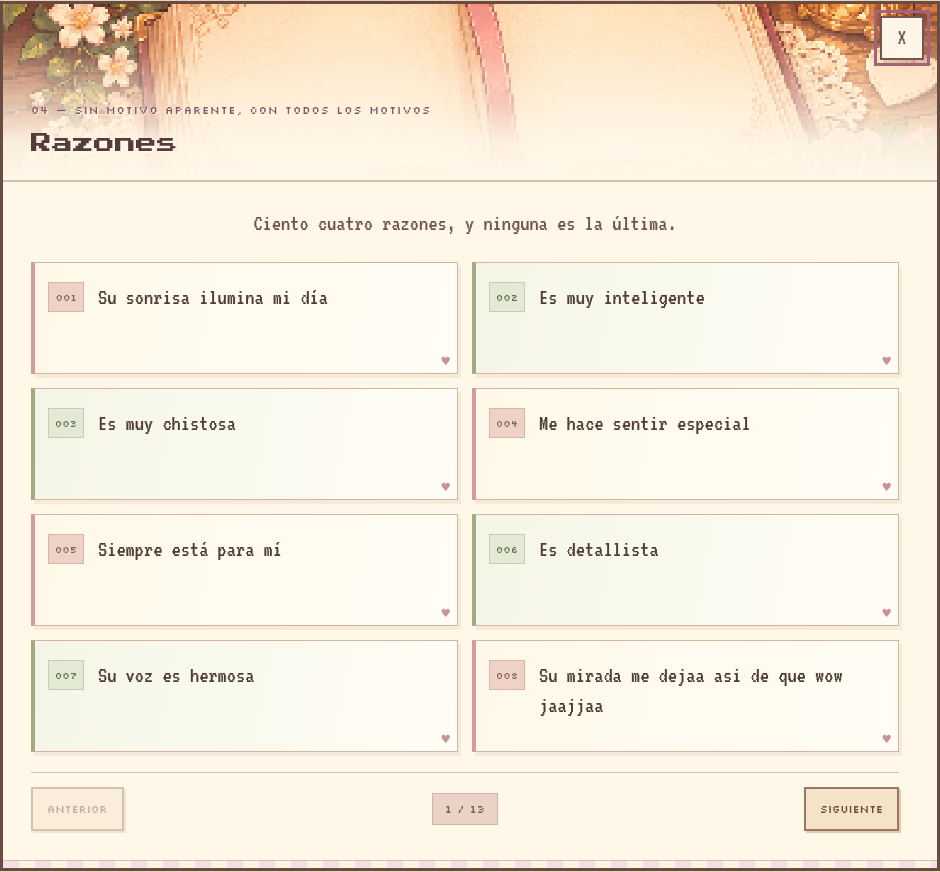 X
04 — SIN MOTIVO APARENTE, CON TODOS LOS MOTIVOS
Razones
Ciento cuatro razones, y ninguna es la última.
001 Su sonrisa ilumina mi día
002 Es muy inteligente
003 Es muy chistosa
004 Me hace sentir especial
005 Siempre está para mí
006 Es detallista
007 Su voz es hermosa
008 Su mirada me dejaa asi de que wow
jaajjaa
ANTERIOR
1 / 13
SIGUIENTE